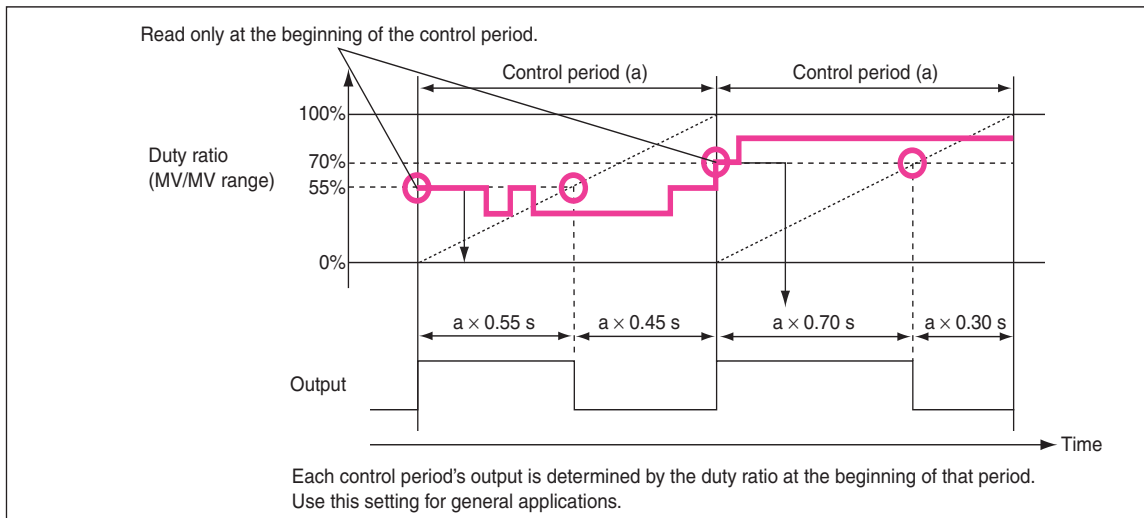 Read only at the beginning of the control period.
Control period (a)
Control period (a)
100%
Duty ratio
(MV/MV range)
70%
55%
0%
a × 0.55 s
a × 0.45 s
a × 0.70 s
a × 0.30 s
Output
Time
Each control period's output is determined by the duty ratio at the beginning of that period.
Use this setting for general applications.